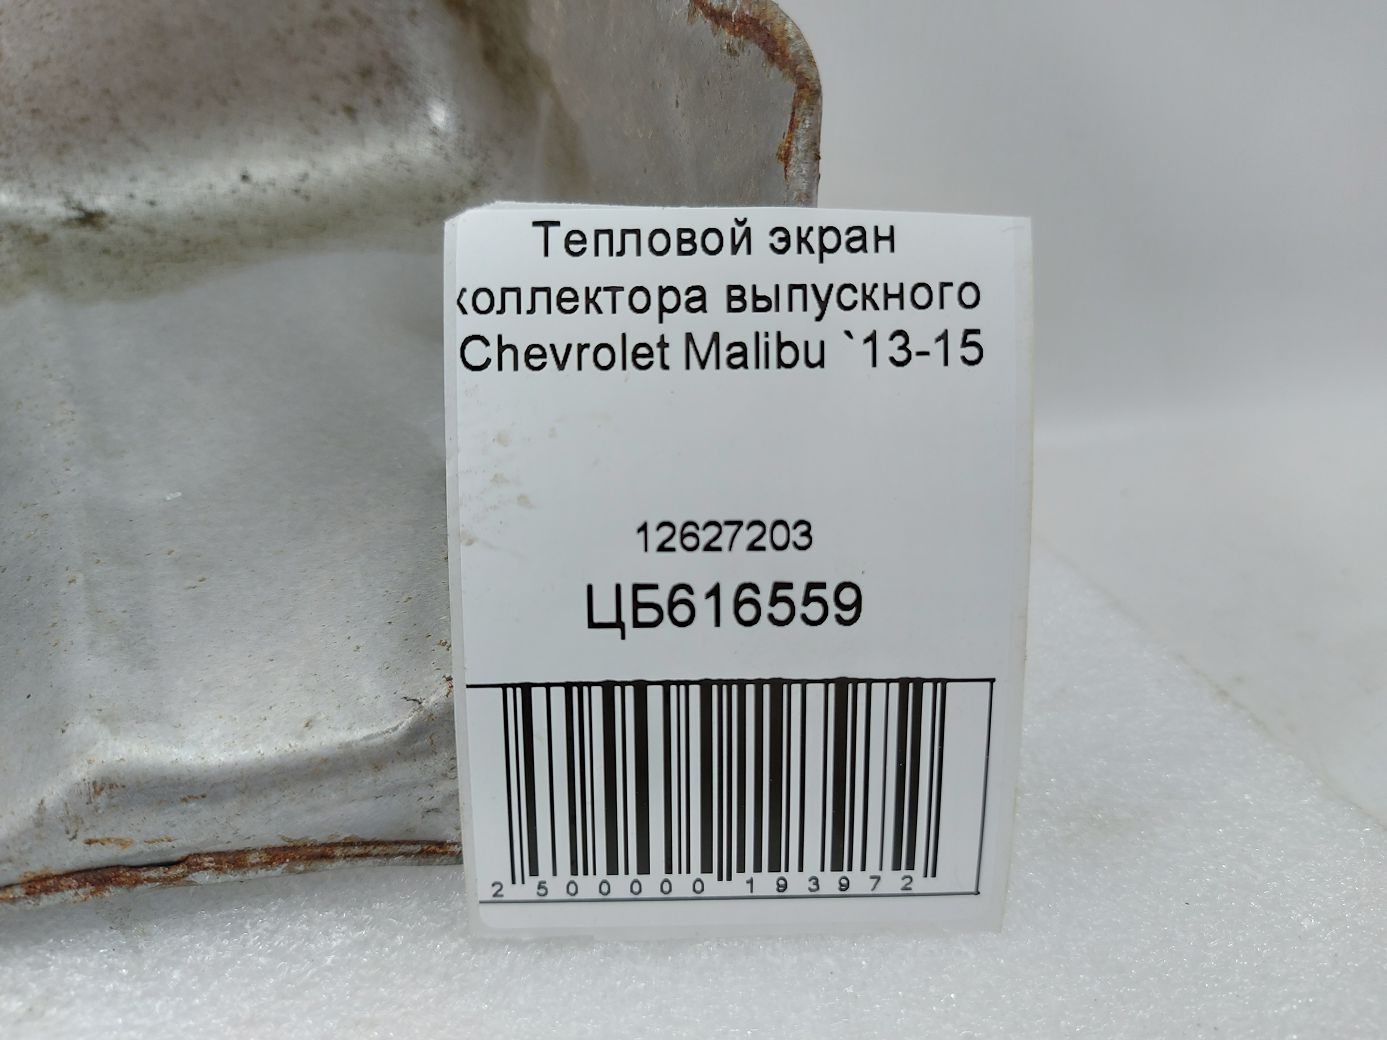 Тепловой экран
коллектора выпускного
Chevrolet Malibu `13-15
12627203
ЦБ616559
2 500000 193972